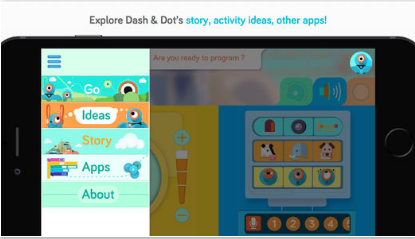 Explore Dash & Dot's story, activity ideas, other apps!
Are you ready to program ?
Go
Ideas
Story
Apps
About
1 2 3 4